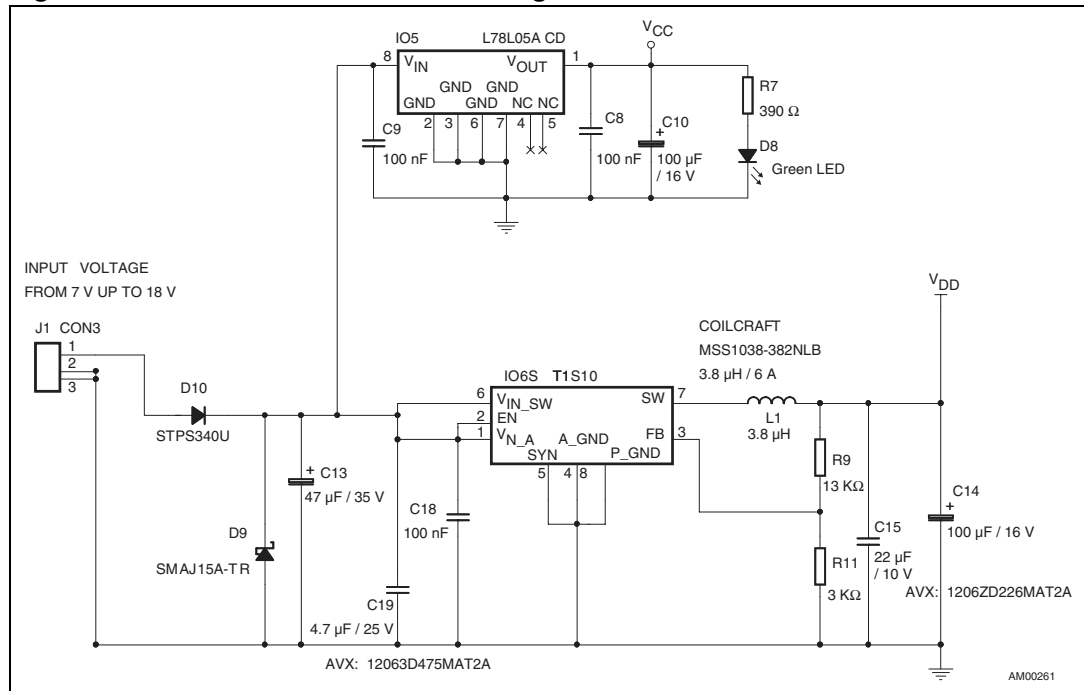 IO5
L78L05A CD
VCC
8
VIN
VOUT
1
GND
GND
GND
GND
NC
NC
2
3
6
7
4
5
C9
100 nF
C8
100 nF
C10
+
100 µF
/ 16 V
R7
390 Ω
D8
Green LED
INPUT VOLTAGE
FROM 7 V UP TO 18 V
J1 CON3
1
2
3
D10
STPS340U
D9
SMAJ15A-TR
+
C13
47 µF / 35 V
C18
100 nF
C19
4.7 µF / 25 V
AVX: 12063D475MAT2A
IO6S T1S10
6
VIN_SW
2
EN
1
VN_A
SYN
A_GND
P_GND
SW
7
FB
3
5
4
8
COILCRAFT
MSS1038-382NLB
3.8 µH / 6 A
L1
3.8 µH
VDD
R9
13 KΩ
R11
3 KΩ
C15
22 µF
/ 10 V
C14
+
100 µF / 16 V
AVX: 1206ZD226MAT2A
AM00261